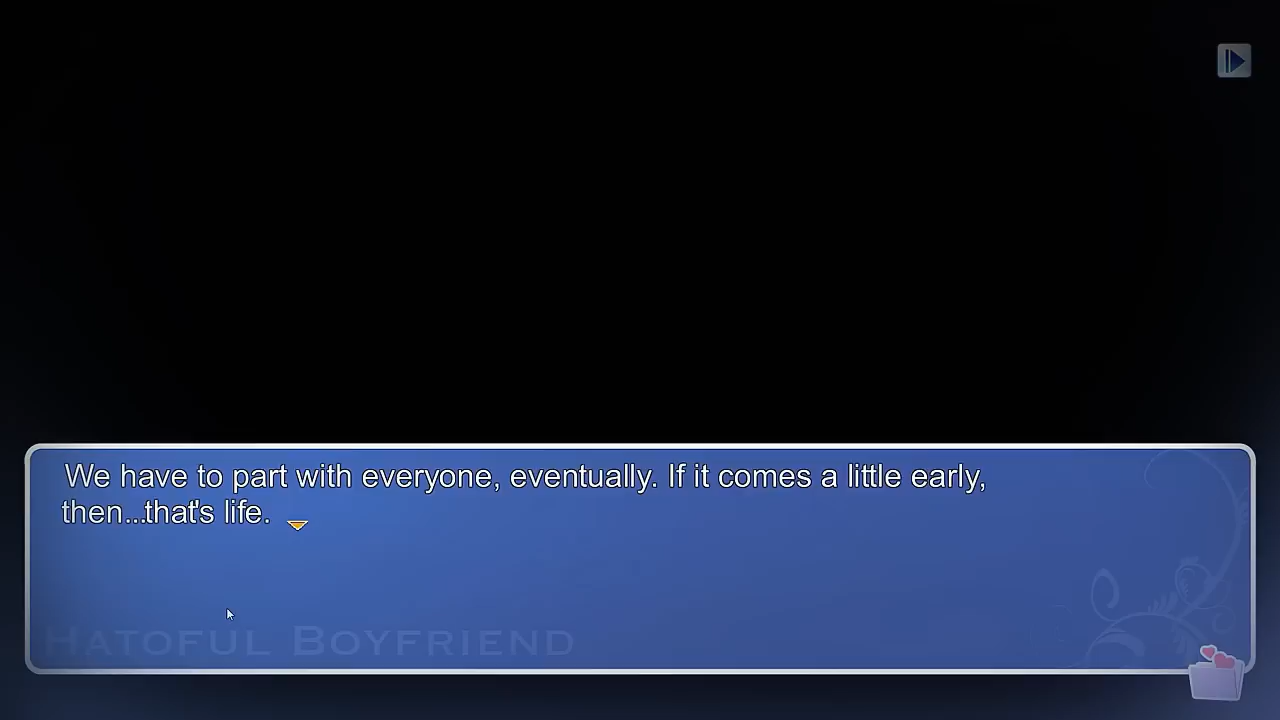 We have to part with everyone, eventually. If it comes a little early,
then...that's life.
HATOFUL BOYFRIEND